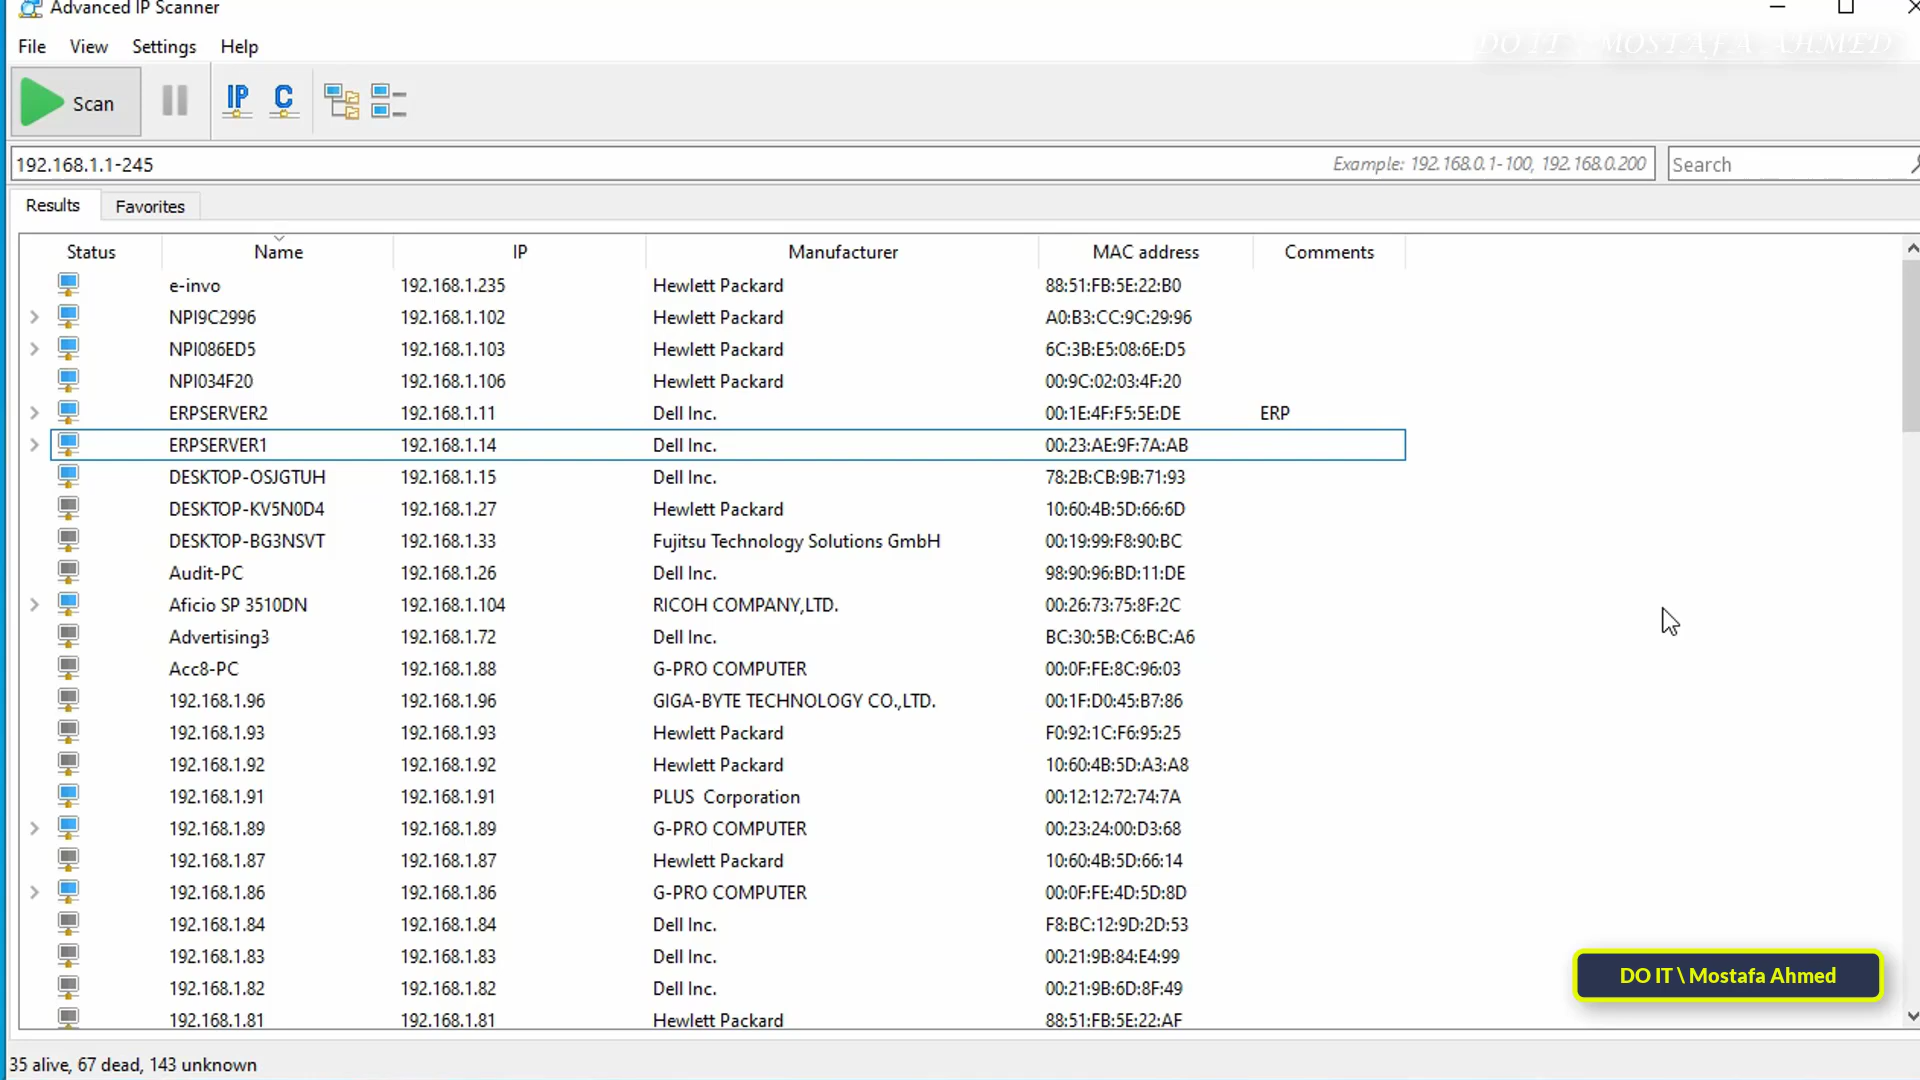 Advanced IP Scanner
File View Settings Help
DO IT \ MOSTAFA AHMED
Scan IP C
192.168.1.1-245 Example: 192.168.0.1-100, 192.168.0.200 Search
Results Favorites
Status Name IP Manufacturer MAC address Comments
e-invo 192.168.1.235 Hewlett Packard 88:51:FB:5E:22:B0
NPI9C2996 192.168.1.102 Hewlett Packard A0:B3:CC:9C:29:96
NPI086ED5 192.168.1.103 Hewlett Packard 6C:3B:E5:08:6E:D5
NPI034F20 192.168.1.106 Hewlett Packard 00:9C:02:03:4F:20
ERPSERVER2 192.168.1.11 Dell Inc. 00:1E:4F:F5:5E:DE ERP
ERPSERVER1 192.168.1.14 Dell Inc. 00:23:AE:9F:7A:AB
DESKTOP-OSJGTUH 192.168.1.15 Dell Inc. 78:2B:CB:9B:71:93
DESKTOP-KV5N0D4 192.168.1.27 Hewlett Packard 10:60:4B:5D:66:6D
DESKTOP-BG3NSVT 192.168.1.33 Fujitsu Technology Solutions GmbH 00:19:99:F8:90:BC
Audit-PC 192.168.1.26 Dell Inc. 98:90:96:BD:11:DE
Aficio SP 3510DN 192.168.1.104 RICOH COMPANY,LTD. 00:26:73:75:8F:2C
Advertising3 192.168.1.72 Dell Inc. BC:30:5B:C6:BC:A6
Acc8-PC 192.168.1.88 G-PRO COMPUTER 00:0F:FE:8C:96:03
192.168.1.96 192.168.1.96 GIGA-BYTE TECHNOLOGY CO.,LTD. 00:1F:D0:45:B7:86
192.168.1.93 192.168.1.93 Hewlett Packard F0:92:1C:F6:95:25
192.168.1.92 192.168.1.92 Hewlett Packard 10:60:4B:5D:A3:A8
192.168.1.91 192.168.1.91 PLUS  Corporation 00:12:12:72:74:7A
192.168.1.89 192.168.1.89 G-PRO COMPUTER 00:23:24:00:D3:68
192.168.1.87 192.168.1.87 Hewlett Packard 10:60:4B:5D:66:14
192.168.1.86 192.168.1.86 G-PRO COMPUTER 00:0F:FE:4D:5D:8D
192.168.1.84 192.168.1.84 Dell Inc. F8:BC:12:9D:2D:53
192.168.1.83 192.168.1.83 Dell Inc. 00:21:9B:84:E4:99
192.168.1.82 192.168.1.82 Dell Inc. 00:21:9B:6D:8F:49
192.168.1.81 192.168.1.81 Hewlett Packard 88:51:FB:5E:22:AF
DO IT \ Mostafa Ahmed
35 alive, 67 dead, 143 unknown